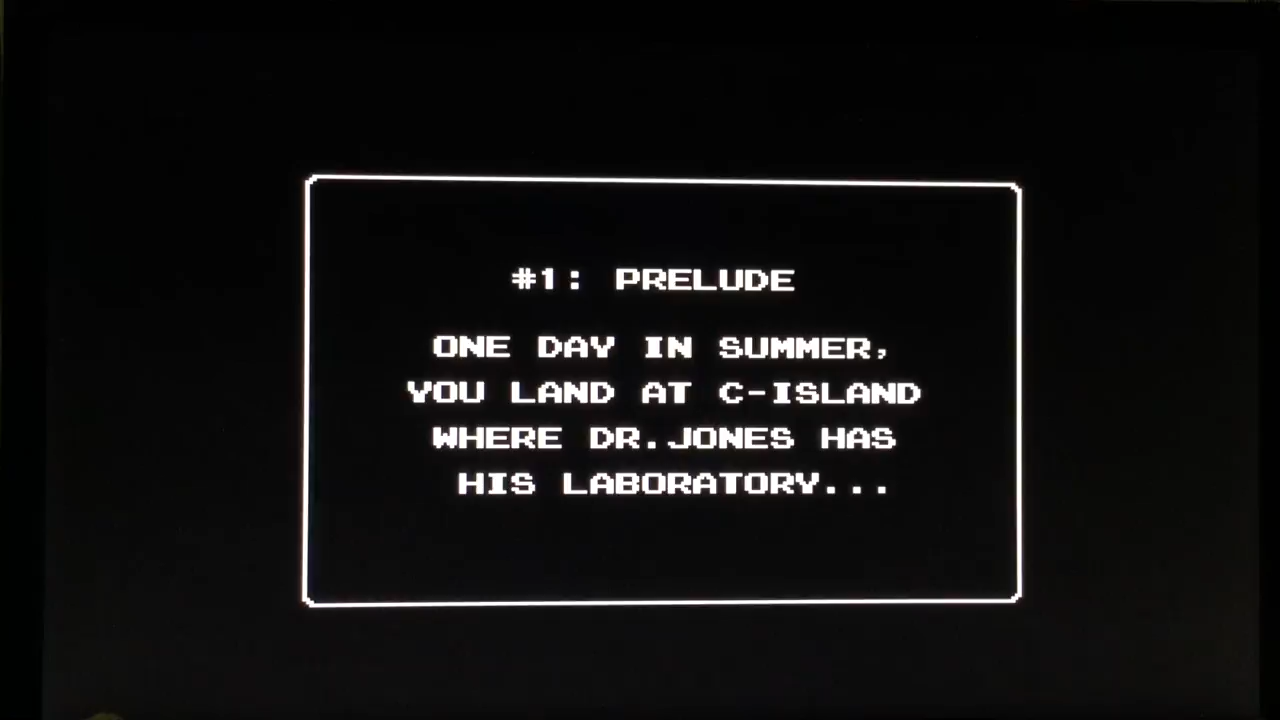 #1: PRELUDE
ONE DAY IN SUMMER,
YOU LAND AT C-ISLAND
WHERE DR.JONES HAS
HIS LABORATORY...